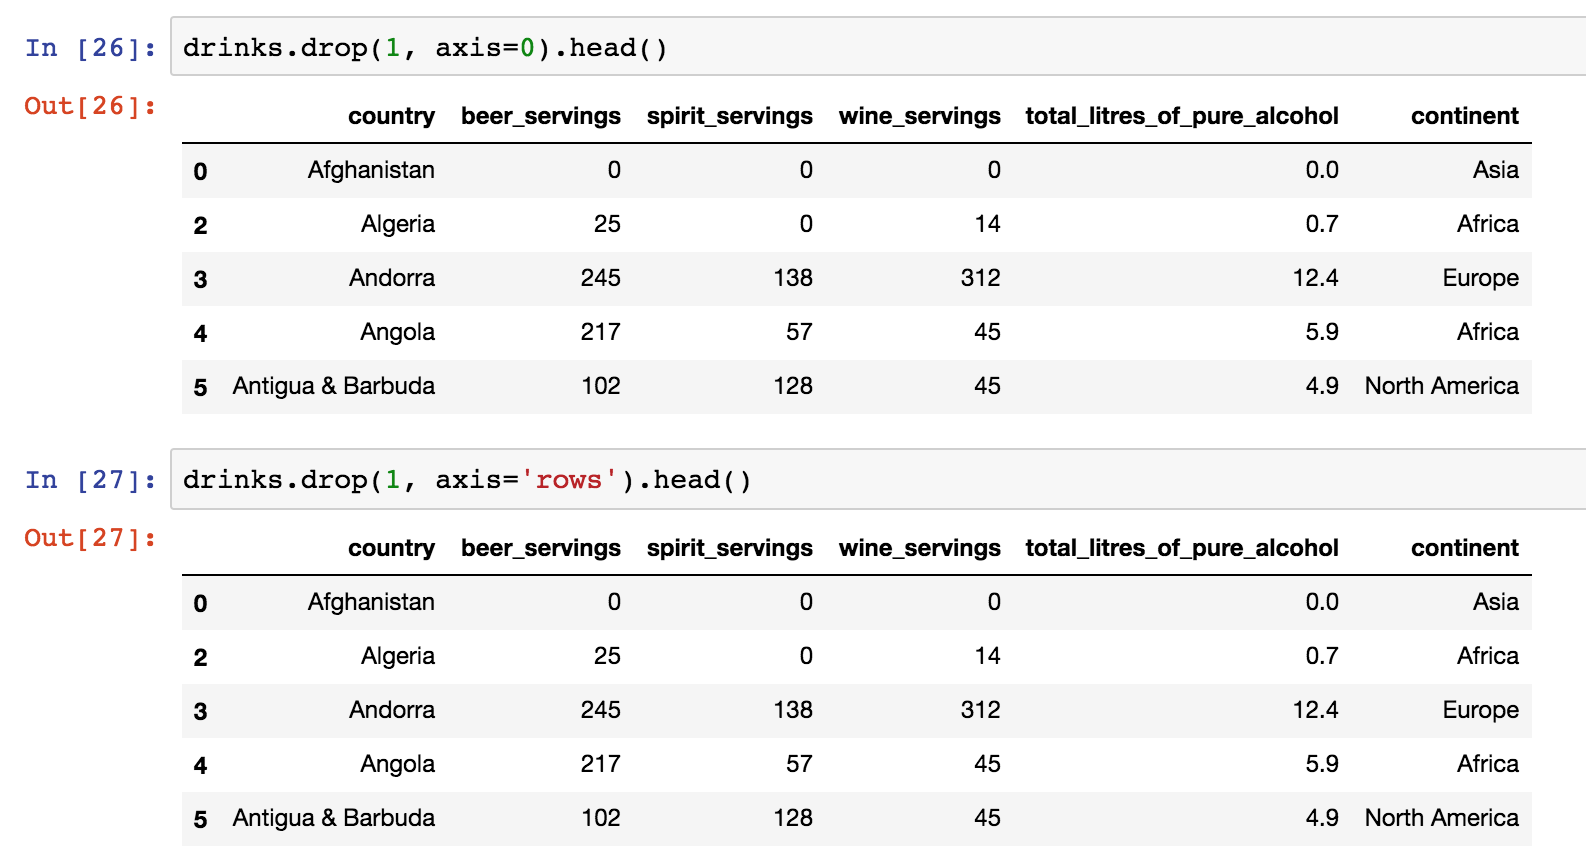 In [26]: drinks.drop(1, axis=0).head()
Out[26]:
country beer_servings spirit_servings wine_servings total_litres_of_pure_alcohol continent
0 Afghanistan 0 0 0 0.0 Asia
2 Algeria 25 0 14 0.7 Africa
3 Andorra 245 138 312 12.4 Europe
4 Angola 217 57 45 5.9 Africa
5 Antigua & Barbuda 102 128 45 4.9 North America
In [27]: drinks.drop(1, axis='rows').head()
Out[27]:
country beer_servings spirit_servings wine_servings total_litres_of_pure_alcohol continent
0 Afghanistan 0 0 0 0.0 Asia
2 Algeria 25 0 14 0.7 Africa
3 Andorra 245 138 312 12.4 Europe
4 Angola 217 57 45 5.9 Africa
5 Antigua & Barbuda 102 128 45 4.9 North America